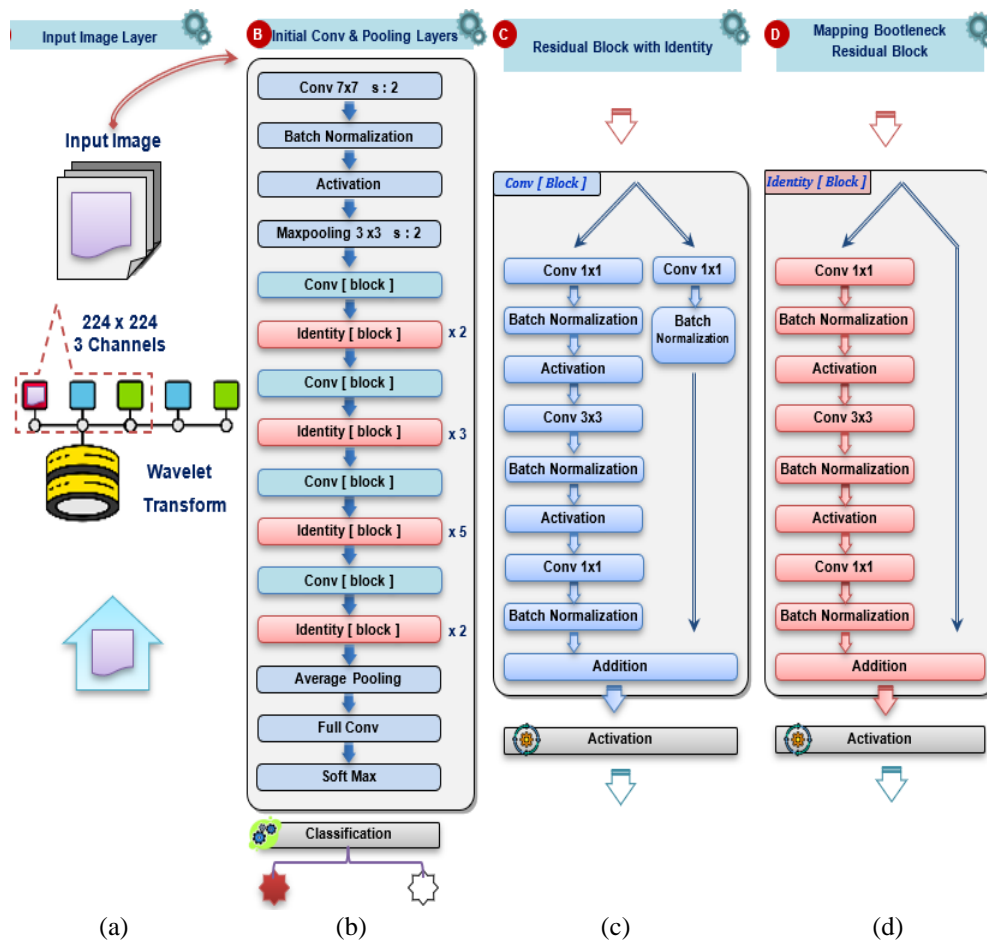 Input Image Layer
Input Image
224 x 224
3 Channels
Wavelet
Transform
(a)
B
Initial Conv & Pooling Layers
Conv 7x7 s : 2
Batch Normalization
Activation
Maxpooling 3 x3 s : 2
Conv [ block ]
Identity [ block ]
x 2
Conv [ block ]
Identity [ block ]
x 3
Conv [ block ]
Identity [ block ]
x 5
Conv [ block ]
Identity [ block ]
x 2
Average Pooling
Full Conv
Soft Max
Classification
(b)
C
Residual Block with Identity
Conv [ Block ]
Conv 1x1
Batch Normalization
Activation
Conv 3x3
Batch Normalization
Activation
Conv 1x1
Batch Normalization
Conv 1x1
Batch
Normalization
Addition
Activation
(c)
D
Mapping Bottleneck
Residual Block
Identity [ Block ]
Conv 1x1
Batch Normalization
Activation
Conv 3x3
Batch Normalization
Activation
Conv 1x1
Batch Normalization
Addition
Activation
(d)